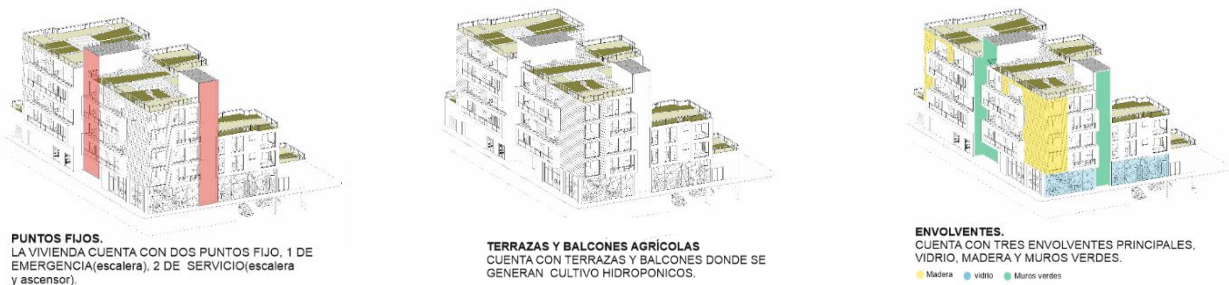 PUNTOS FIJOS.
LA VIVIENDA CUENTA CON DOS PUNTOS FIJO, 1 DE
EMERGENCIA(escalera), 2 DE SERVICIO(escalera
y ascensor).
TERRAZAS Y BALCONES AGRÍCOLAS
CUENTA CON TERRAZAS Y BALCONES DONDE SE
GENERAN CULTIVO HIDROPONICOS.
ENVOLVENTES.
CUENTA CON TRES ENVOLVENTES PRINCIPALES,
VIDRIO, MADERA Y MUROS VERDES.
Madera vidrio Muros verdes